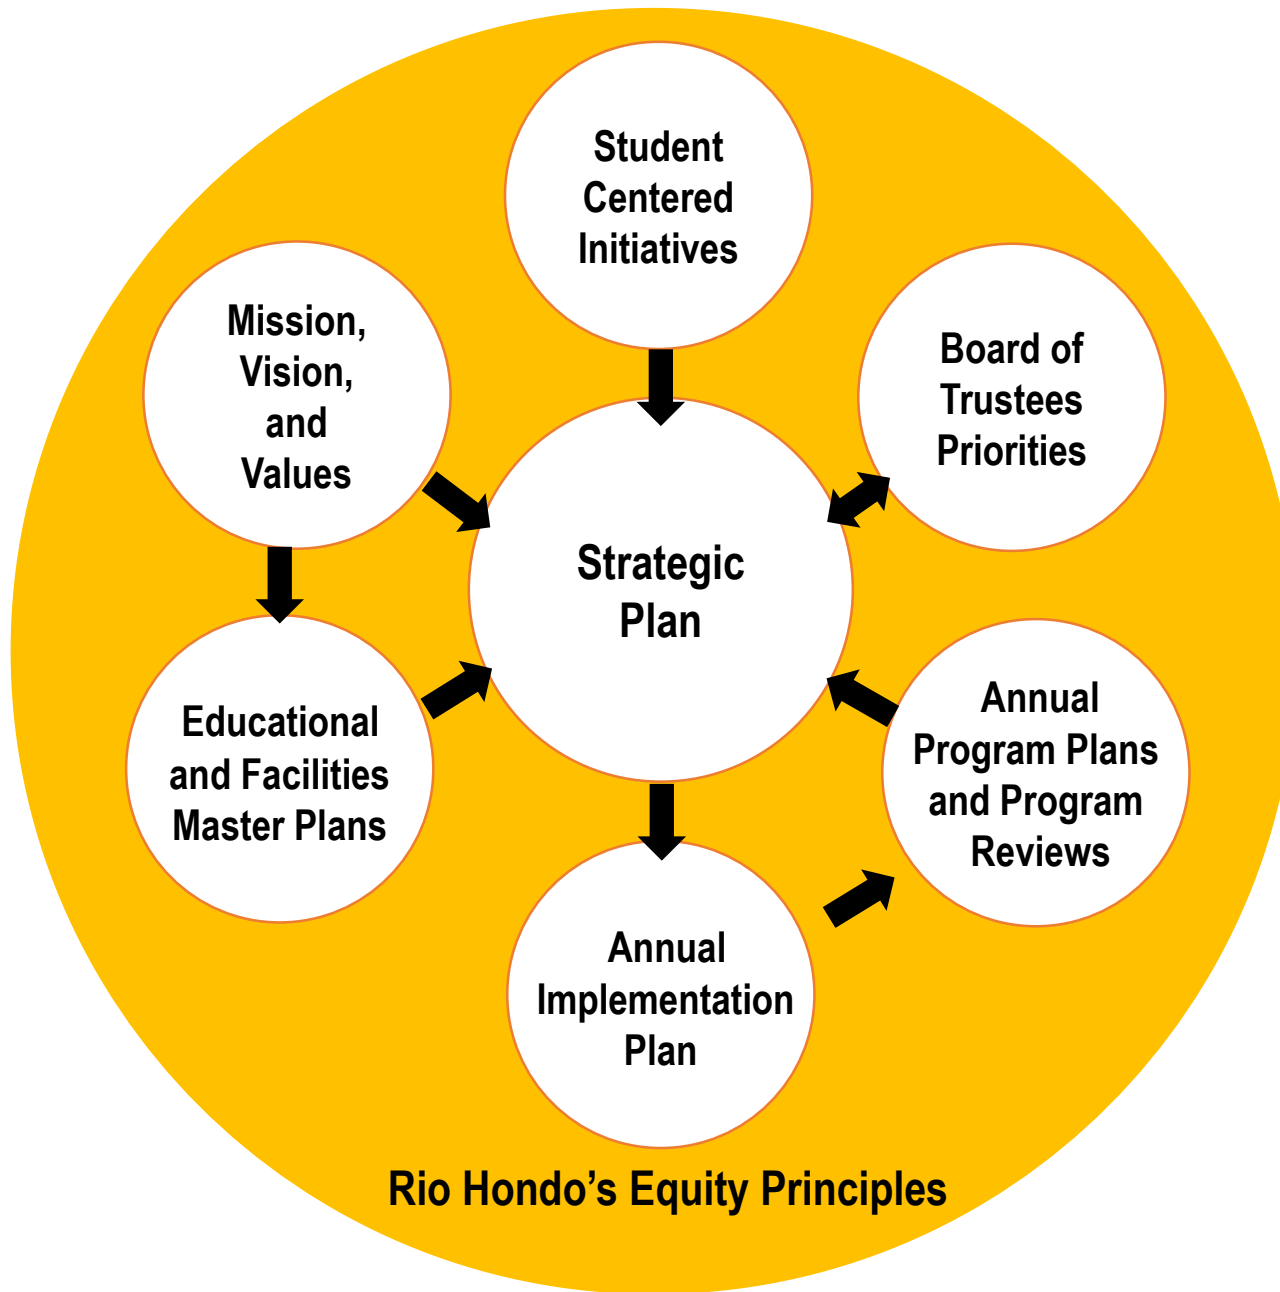 Student
Centered
Initiatives
Mission,
Vision,
and
Values
Board of
Trustees
Priorities
Strategic
Plan
Educational
and Facilities
Master Plans
Annual
Program Plans
and Program
Reviews
Annual
Implementation
Plan
Rio Hondo’s Equity Principles